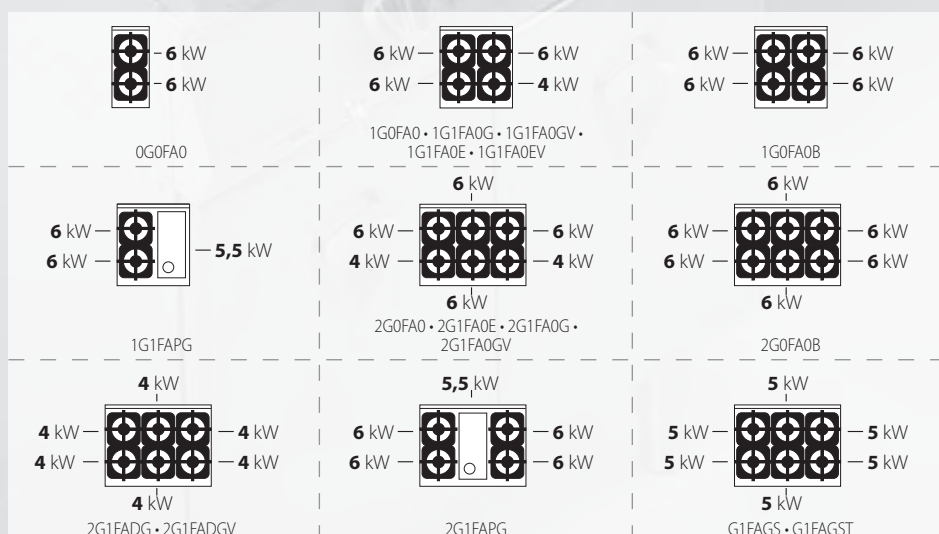 6 kW
6 kW
0G0FA0
6 kW 6 kW
6 kW 4 kW
1G0FA0 • 1G1FA0G • 1G1FA0GV •
1G1FA0E • 1G1FA0EV
6 kW 6 kW
6 kW 6 kW
1G0FA0B
6 kW
6 kW
5,5 kW
1G1FAPG
6 kW
6 kW 6 kW
4 kW 4 kW
6 kW
2G0FA0 • 2G1FA0E • 2G1FA0G •
2G1FA0GV
6 kW
6 kW 6 kW
6 kW 6 kW
6 kW
2G0FA0B
4 kW
4 kW 4 kW
4 kW 4 kW
4 kW
2G1FADG • 2G1FADGV
5,5 kW
6 kW 6 kW
6 kW 6 kW
2G1FAPG
5 kW
5 kW 5 kW
5 kW 5 kW
5 kW
G1FAGS • G1FAGST